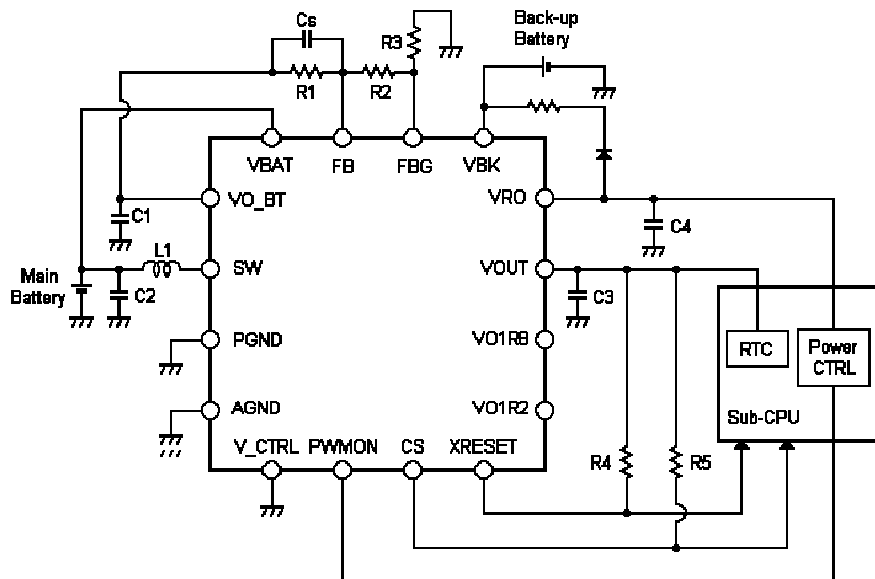 Cs
R3
Back-up
Battery
R1
R2
VBAT
FB
FBG
VBK
VO_BT
VRO
C1
C4
L1
SW
VOUT
Main
Battery
C2
C3
PGND
VO1R8
RTC
Power
CTRL
AGND
VO1R2
Sub-CPU
V_CTRL
PWMON
CS
XRESET
R4
R5